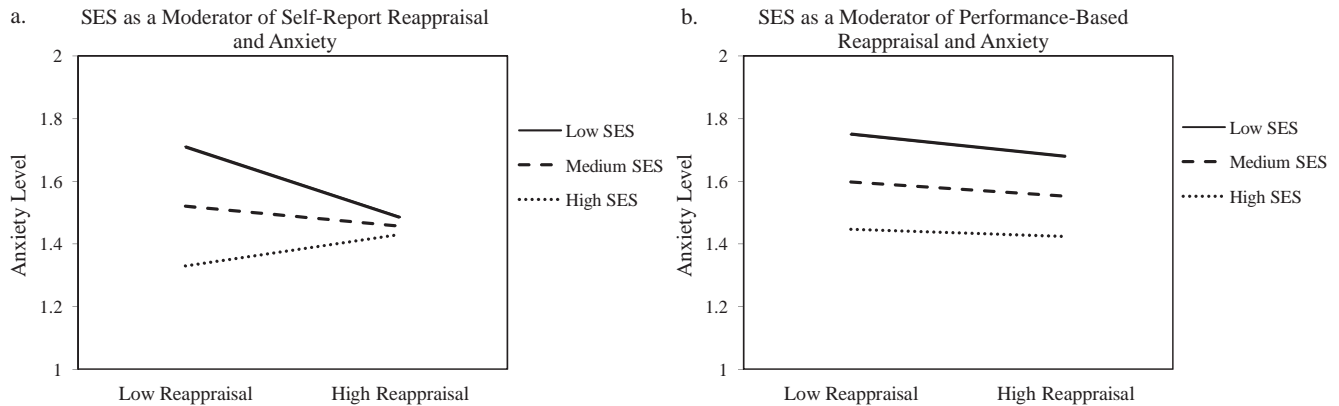 a.
SES as a Moderator of Self-Report Reappraisal
and Anxiety
2
1.8
1.6
1.4
1.2
1
Anxiety Level
Low Reappraisal High Reappraisal
Low SES
Medium SES
High SES
b.
SES as a Moderator of Performance-Based
Reappraisal and Anxiety
2
1.8
1.6
1.4
1.2
1
Anxiety Level
Low Reappraisal High Reappraisal
Low SES
Medium SES
High SES